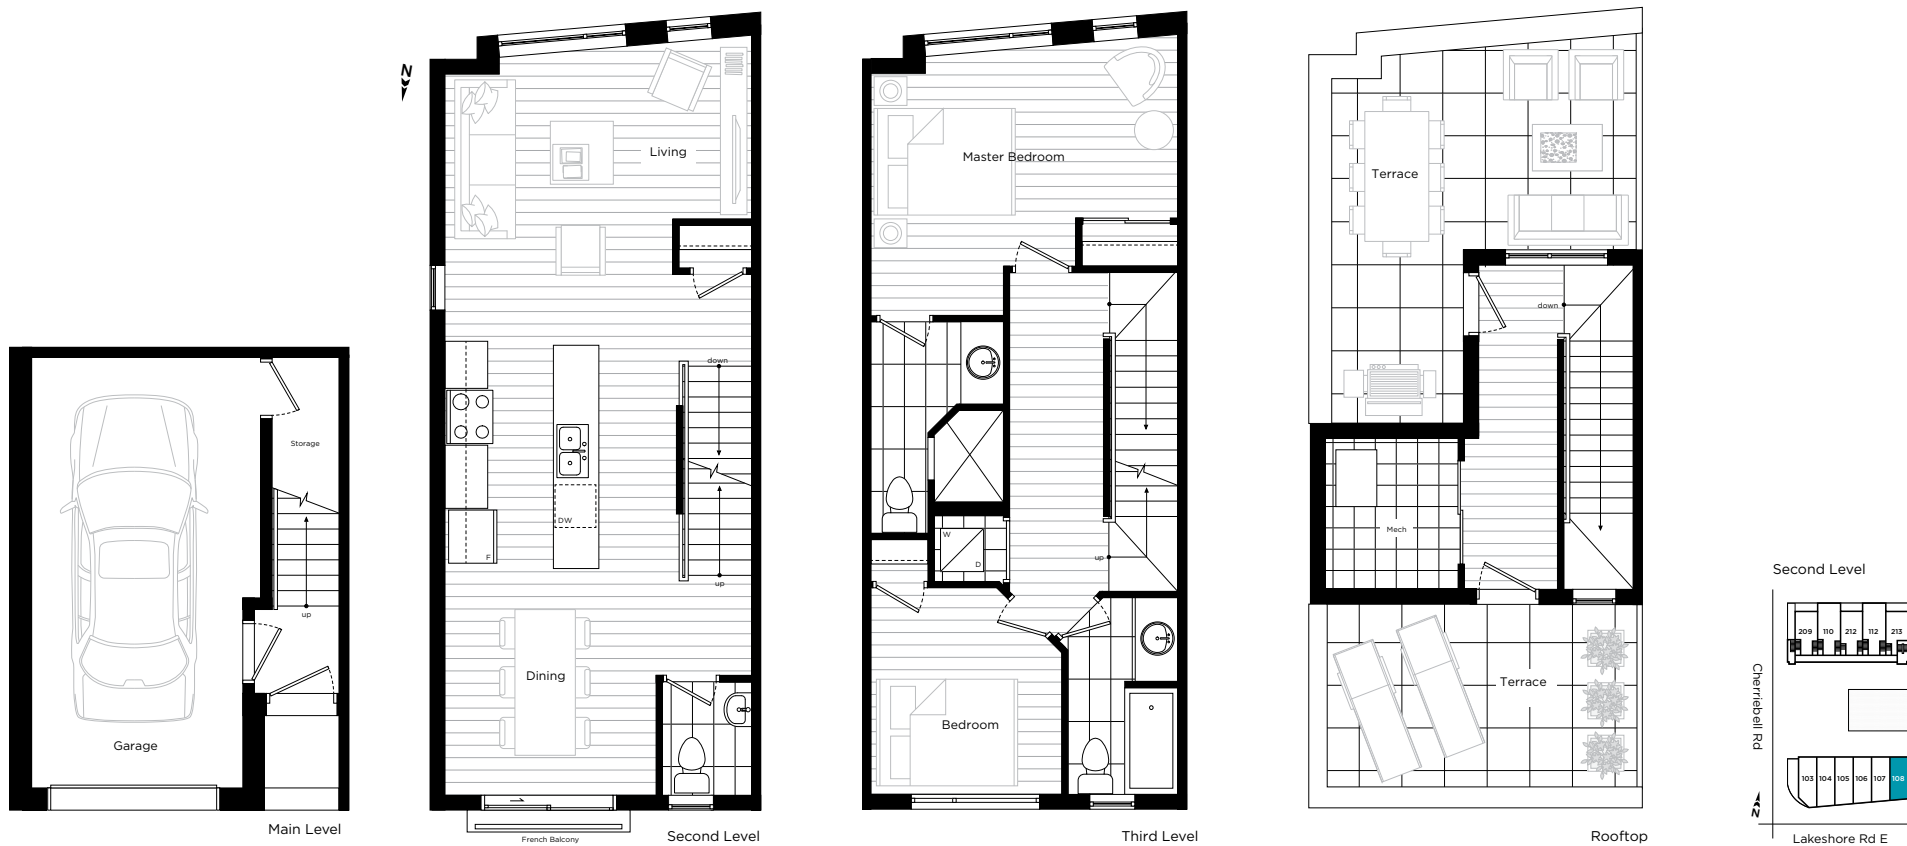 Storage
up
Garage
Main Level
N
Living
down
DW
F
up
Dining
French Balcony
Second Level
Master Bedroom
W
D
up
Bedroom
Third Level
Terrace
down
Mech
Terrace
Rooftop
Second Level
209 110 212 112 213
Cherriebell Rd
103 104 105 106 107 108
N
Lakeshore Rd E